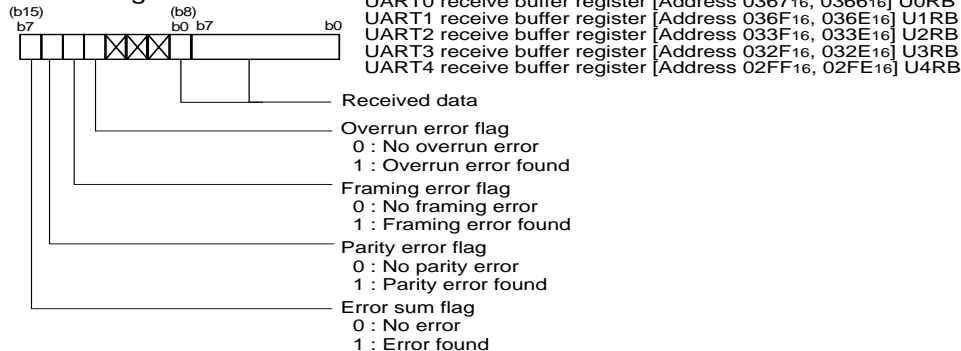 UART0 receive buffer register [Address 036716, 036616] U0RB
UART1 receive buffer register [Address 036F16, 036E16] U1RB
UART2 receive buffer register [Address 033F16, 033E16] U2RB
UART3 receive buffer register [Address 032F16, 032E16] U3RB
UART4 receive buffer register [Address 02FF16, 02FE16] U4RB
(b15) (b8)
b7 b0 b7 b0
Received data
Overrun error flag
0 : No overrun error
1 : Overrun error found
Framing error flag
0 : No framing error
1 : Framing error found
Parity error flag
0 : No parity error
1 : Parity error found
Error sum flag
0 : No error
1 : Error found